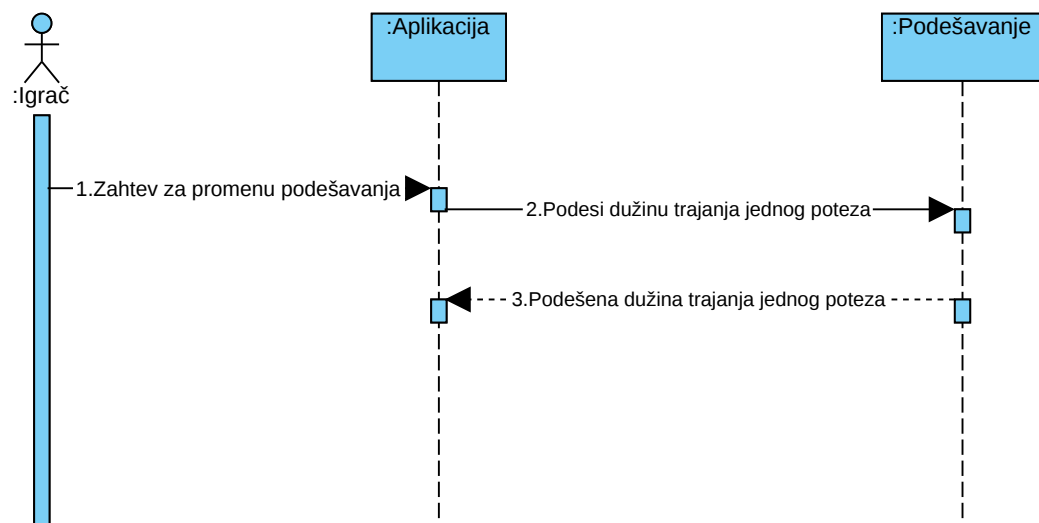 :Igrač
:Aplikacija
:Podešavanje
1.Zahtev za promenu podešavanja
2.Podesi dužinu trajanja jednog poteza
3.Podešena dužina trajanja jednog poteza